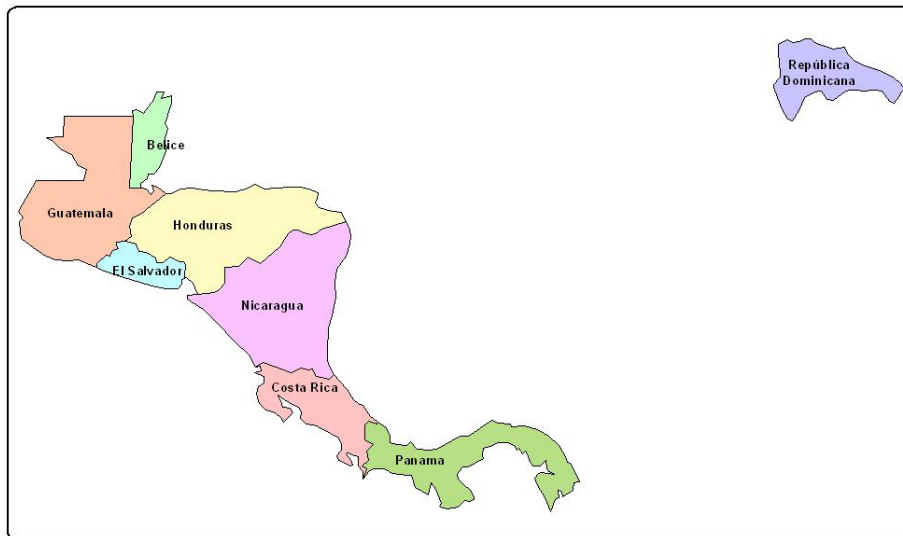 República
Dominicana
Belice
Guatemala
Honduras
El Salvador
Nicaragua
Costa Rica
Panama